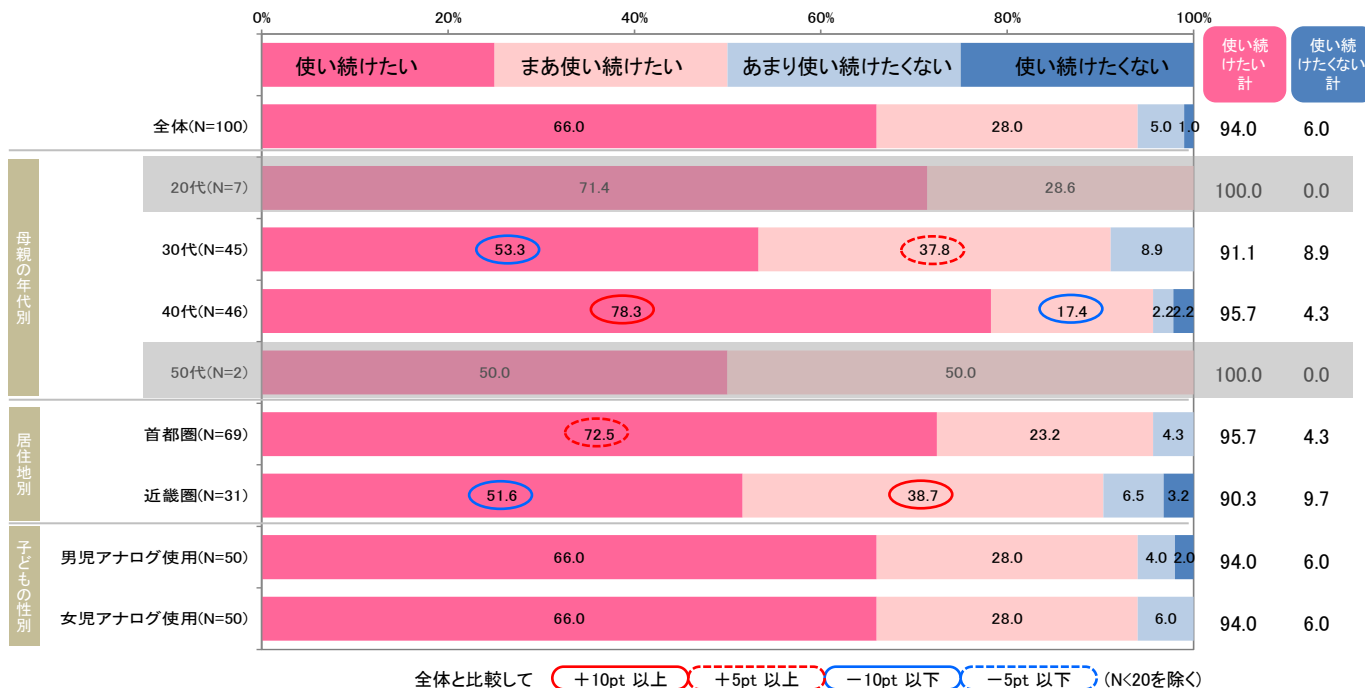 0% 20% 40% 60% 80% 100%
使い続けたい まあ使い続けたい あまり使い続けたくない 使い続けたくない
使い続
けたい
計
使い続
けたくない
計
全体(N=100) 66.0 28.0 5.0 1.0 94.0 6.0
母親の年代別
20代(N=7) 71.4 28.6 100.0 0.0
30代(N=45) 53.3 37.8 8.9 91.1 8.9
40代(N=46) 78.3 17.4 2.2 2.2 95.7 4.3
50代(N=2) 50.0 50.0 100.0 0.0
居住地別
首都圏(N=69) 72.5 23.2 4.3 95.7 4.3
近畿圏(N=31) 51.6 38.7 6.5 3.2 90.3 9.7
子どもの性別
男児アナログ使用(N=50) 66.0 28.0 4.0 2.0 94.0 6.0
女児アナログ使用(N=50) 66.0 28.0 6.0 94.0 6.0
全体と比較して ＋10pt 以上 ＋5pt 以上 －10pt 以下 －5pt 以下 (N<20を除く)